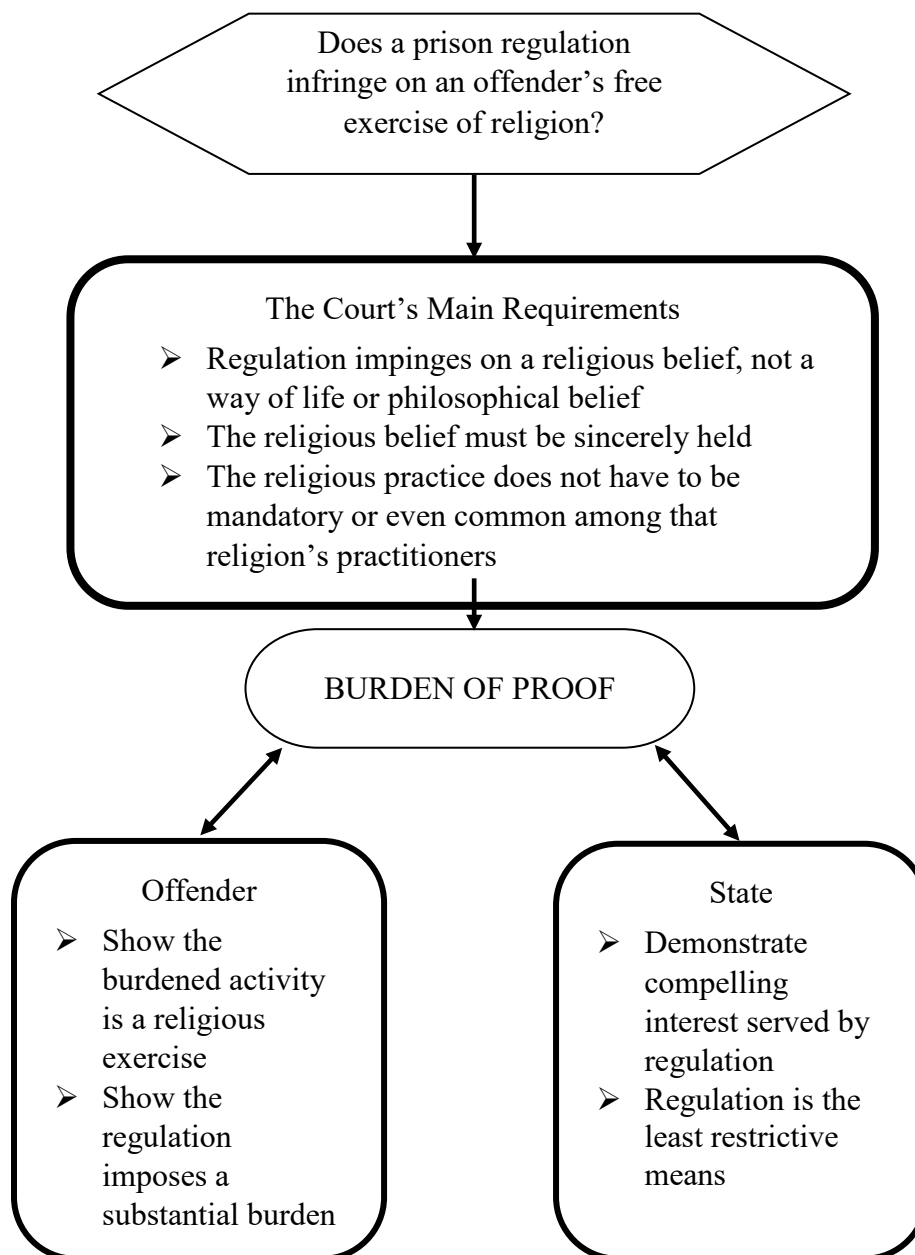 Does a prison regulation
infringe on an offender’s free
exercise of religion?
The Court’s Main Requirements
➢ Regulation impinges on a religious belief, not a
way of life or philosophical belief
➢ The religious belief must be sincerely held
➢ The religious practice does not have to be
mandatory or even common among that
religion’s practitioners
BURDEN OF PROOF
Offender
➢ Show the
burdened activity
is a religious
exercise
➢ Show the
regulation
imposes a
substantial burden
State
➢ Demonstrate
compelling
interest served by
regulation
➢ Regulation is the
least restrictive
means